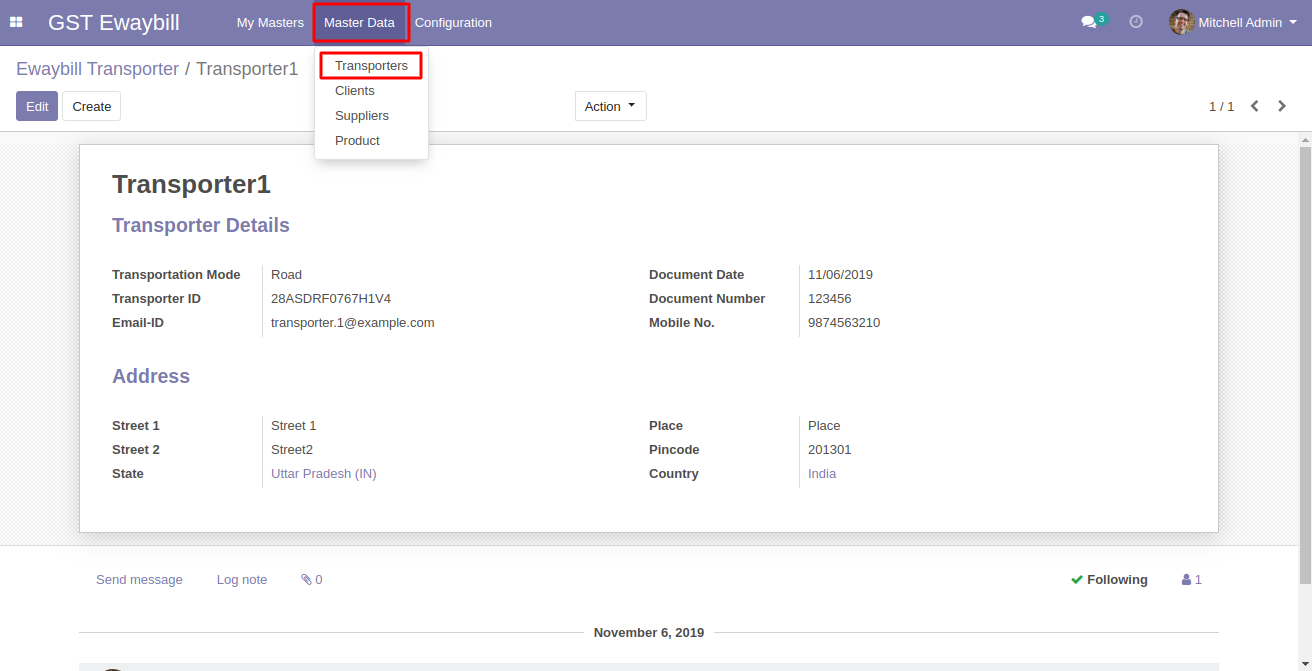 GST Ewaybill My Masters Master Data Configuration 3 Mitchell Admin
Ewaybill Transporter / Transporter1
Transporters
Clients
Suppliers
Product
Edit Create Action 1 / 1
Transporter1
Transporter Details
Transportation Mode Road Document Date 11/06/2019
Transporter ID 28ASDRF0767H1V4 Document Number 123456
Email-ID transporter.1@example.com Mobile No. 9874563210
Address
Street 1 Street 1 Place Place
Street 2 Street2 Pincode 201301
State Uttar Pradesh (IN) Country India
Send message Log note 0 Following 1
November 6, 2019